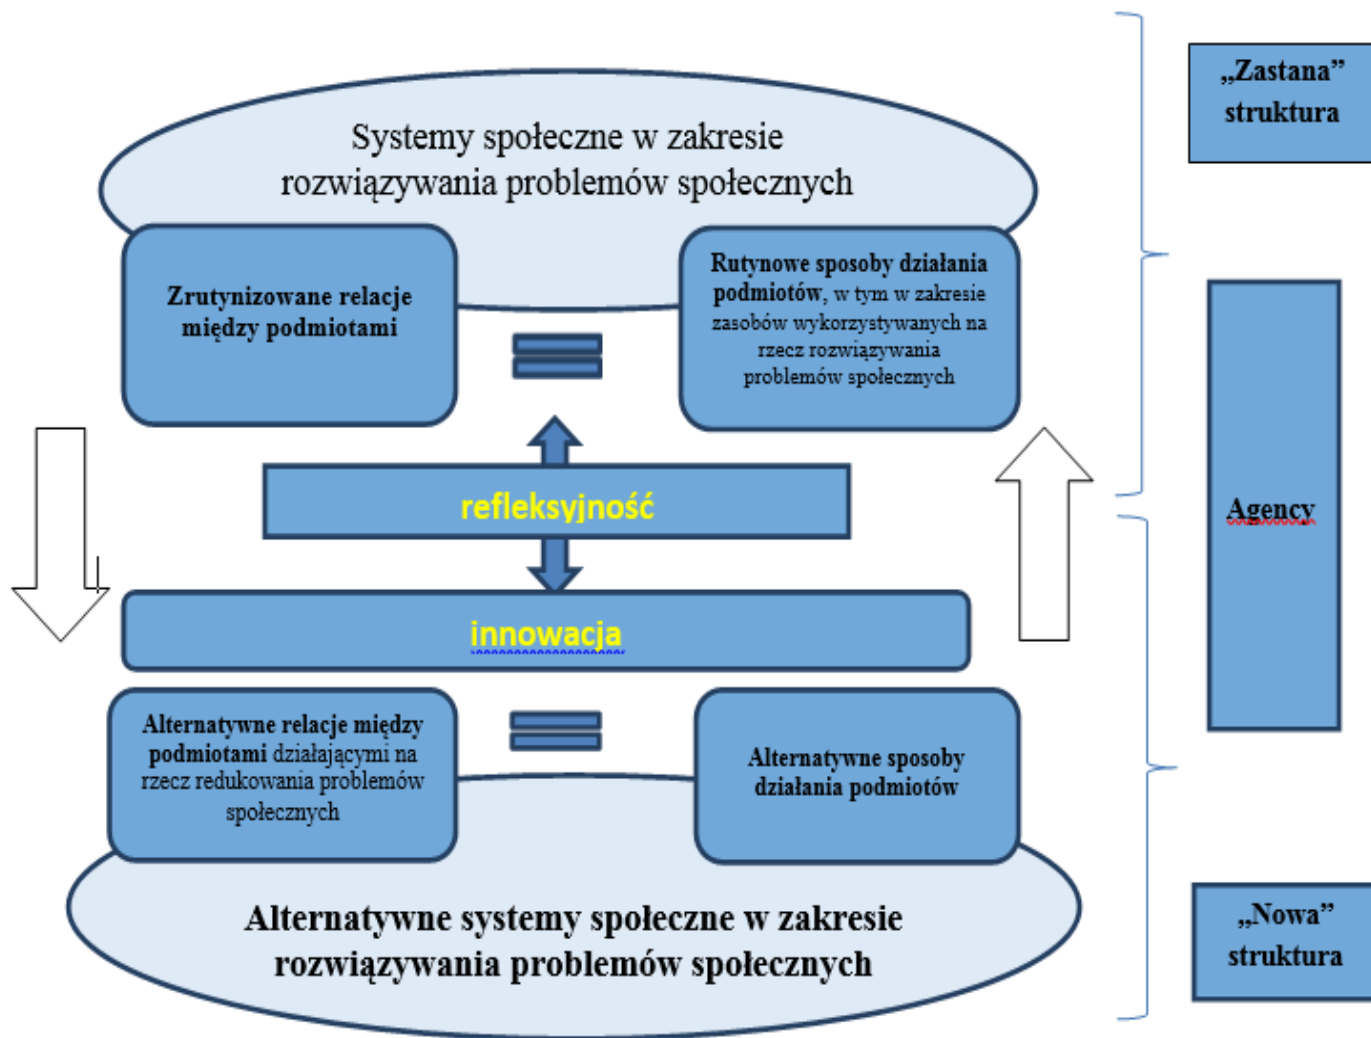 „Zastana”
struktura
Systemy społeczne w zakresie
rozwiązywania problemów społecznych
Zrutynizowane relacje
między podmiotami
Rutynowe sposoby działania
podmiotów, w tym w zakresie
zasobów wykorzystywanych na
rzecz rozwiązywania
problemów społecznych
refleksyjność
Agency
innowacja
Alternatywne relacje między
podmiotami działającymi na
rzecz redukowania problemów
społecznych
Alternatywne sposoby
działania podmiotów
Alternatywne systemy społeczne w zakresie
rozwiązywania problemów społecznych
„Nowa”
struktura